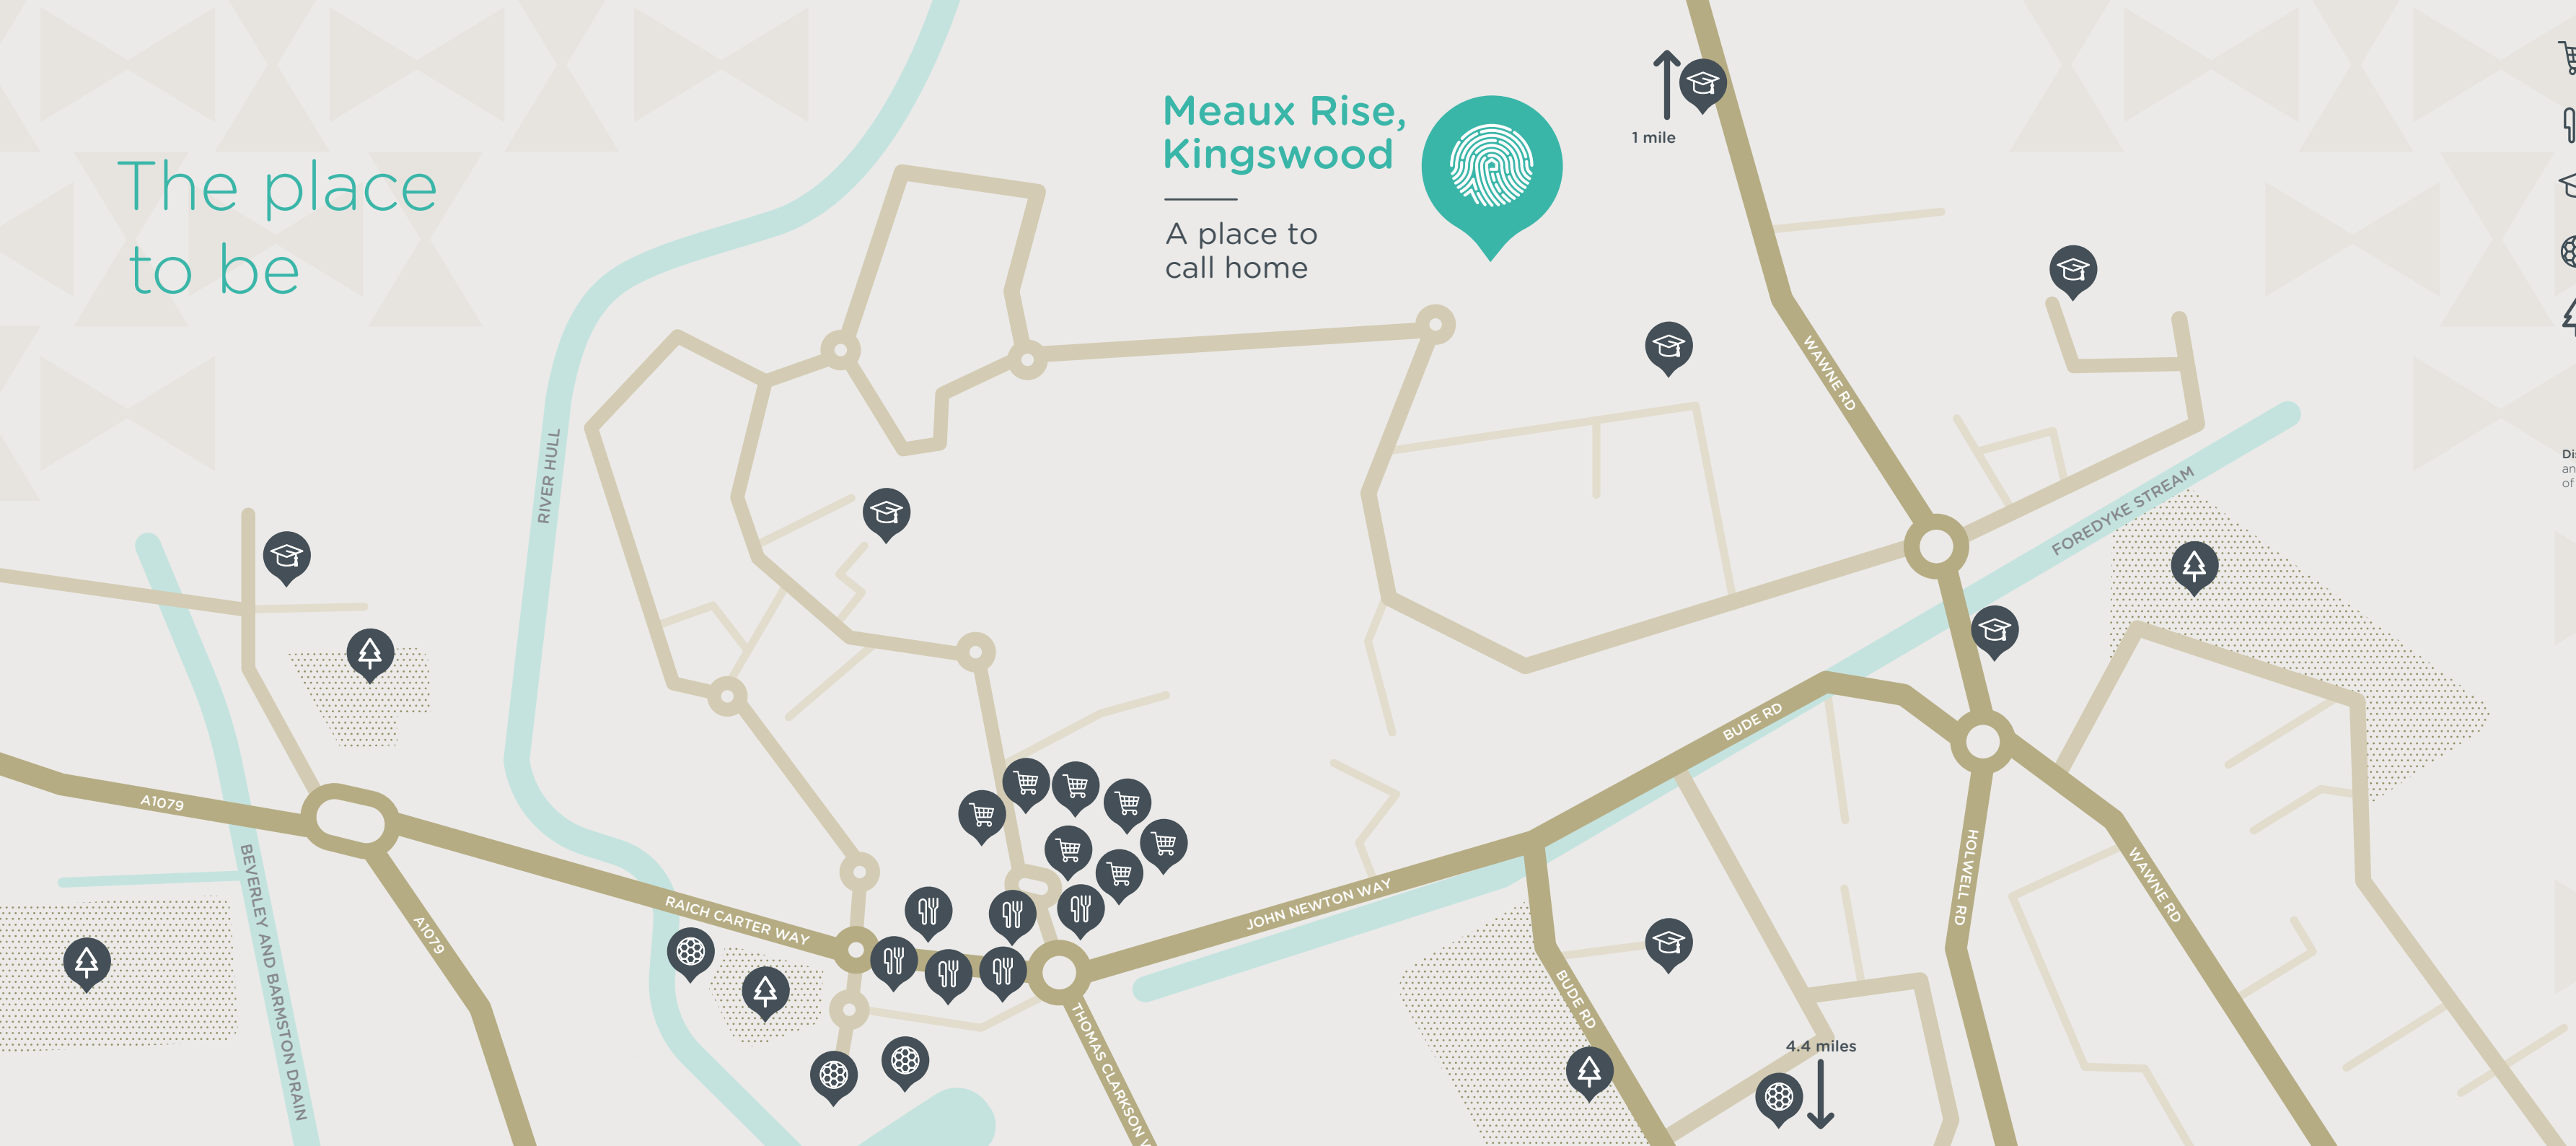 The place
to be
Meaux Rise,
Kingswood
A place to
call home
1 mile
WAWNE RD
RIVER HULL
FOREDYKE STREAM
BUDE RD
A1079
BEVERLEY AND BARMSTON DRAIN
A1079
RAICH CARTER WAY
JOHN NEWTON WAY
HOLWELL RD
WAWNE RD
BUDE RD
THOMAS CLARKSON
4.4 miles
an
of